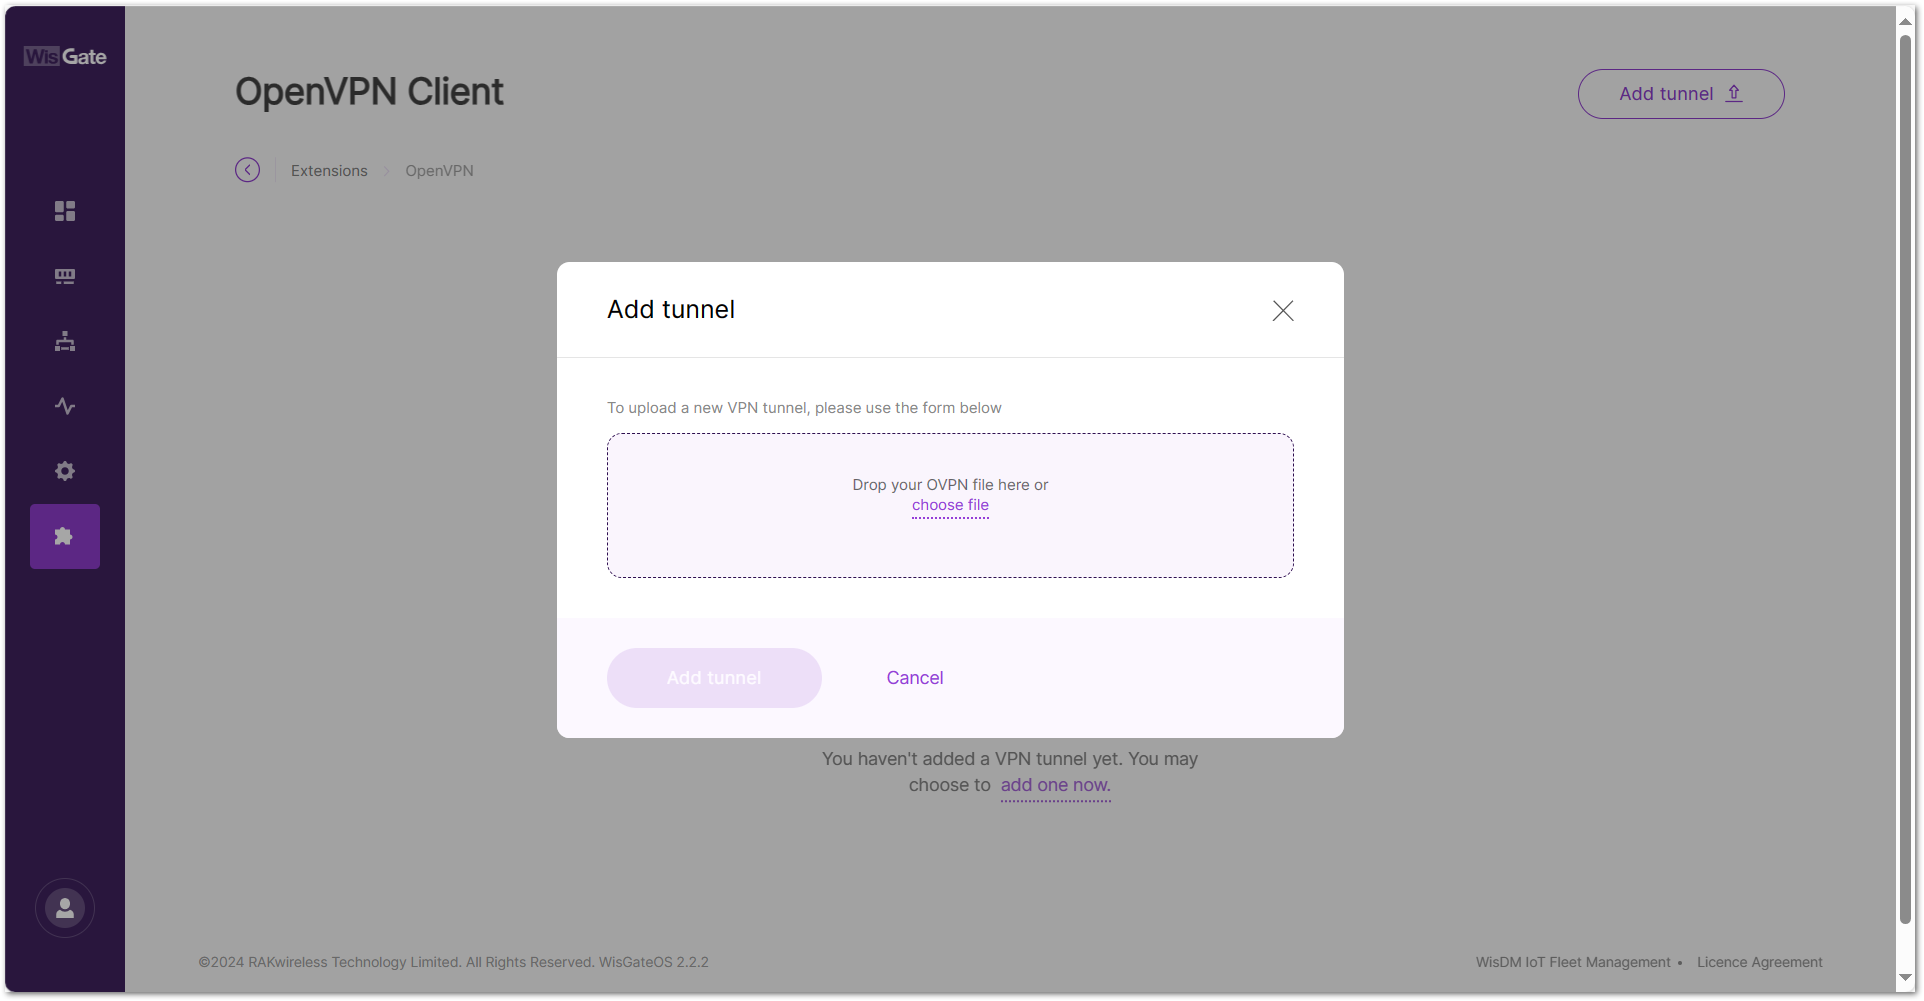 WisGate
OpenVPN Client
Add tunnel
Extensions
OpenVPN
Add tunnel
To upload a new VPN tunnel, please use the form below
Drop your OVPN file here or
choose file
Add tunnel
Cancel
You haven't added a VPN tunnel yet. You may
choose to add one now.
©2024 RAKwireless Technology Limited. All Rights Reserved. WisGateOS 2.2.2
WisDM IoT Fleet Management • Licence Agreement